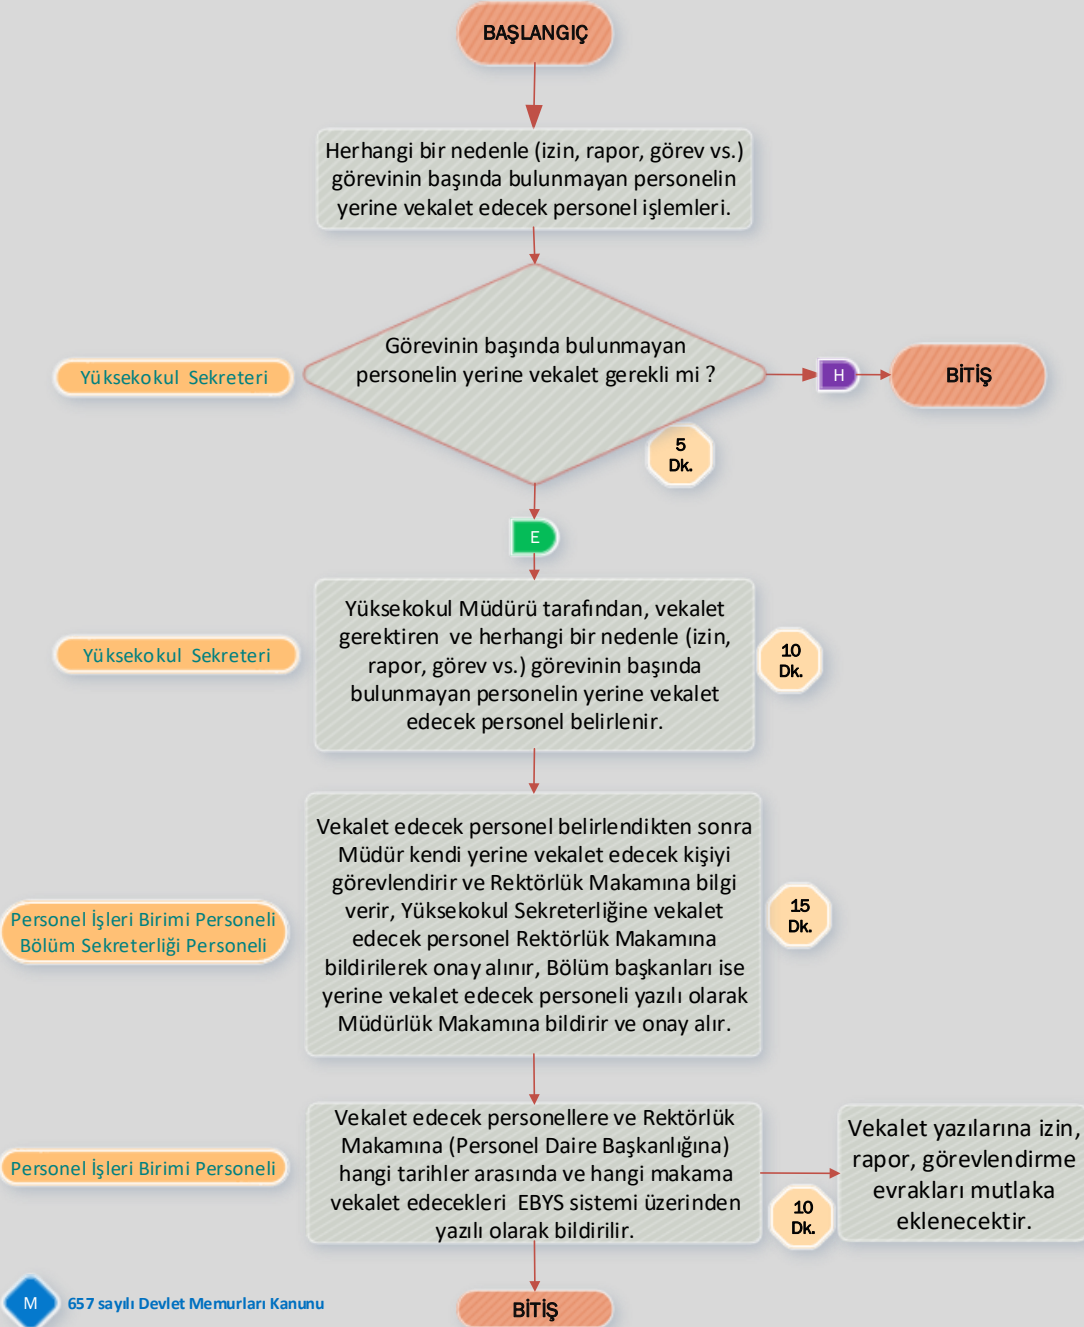 BAŞLANGIÇ
Herhangi bir nedenle (izin, rapor, görev vs.)
görevinin başında bulunmayan personelin
yerine vekalet edecek personel işlemleri.
Yüksekokul Sekreteri
Görevinin başında bulunmayan
personelin yerine vekalet gerekli mi ?
H
BİTİŞ
5
Dk.
E
Yüksekokul Sekreteri
Yüksekokul Müdürü tarafından, vekalet
gerektiren ve herhangi bir nedenle (izin,
rapor, görev vs.) görevinin başında
bulunmayan personelin yerine vekalet
edecek personel belirlenir.
10
Dk.
Personel İşleri Birimi Personeli
Bölüm Sekreterliği Personeli
Vekalet edecek personel belirlendikten sonra
Müdür kendi yerine vekalet edecek kişiyi
görevlendirir ve Rektörlük Makamına bilgi
verir, Yüksekokul Sekreterliğine vekalet
edecek personel Rektörlük Makamına
bildirilerek onay alınır, Bölüm başkanları ise
yerine vekalet edecek personeli yazılı olarak
Müdürlük Makamına bildirir ve onay alır.
15
Dk.
Personel İşleri Birimi Personeli
Vekalet edecek personellere ve Rektörlük
Makamına (Personel Daire Başkanlığına)
hangi tarihler arasında ve hangi makama
vekalet edecekleri EBYS sistemi üzerinden
yazılı olarak bildirilir.
10
Dk.
Vekalet yazılarına izin,
rapor, görevlendirme
evrakları mutlaka
eklenecektir.
M
657 sayılı Devlet Memurları Kanunu
BİTİŞ